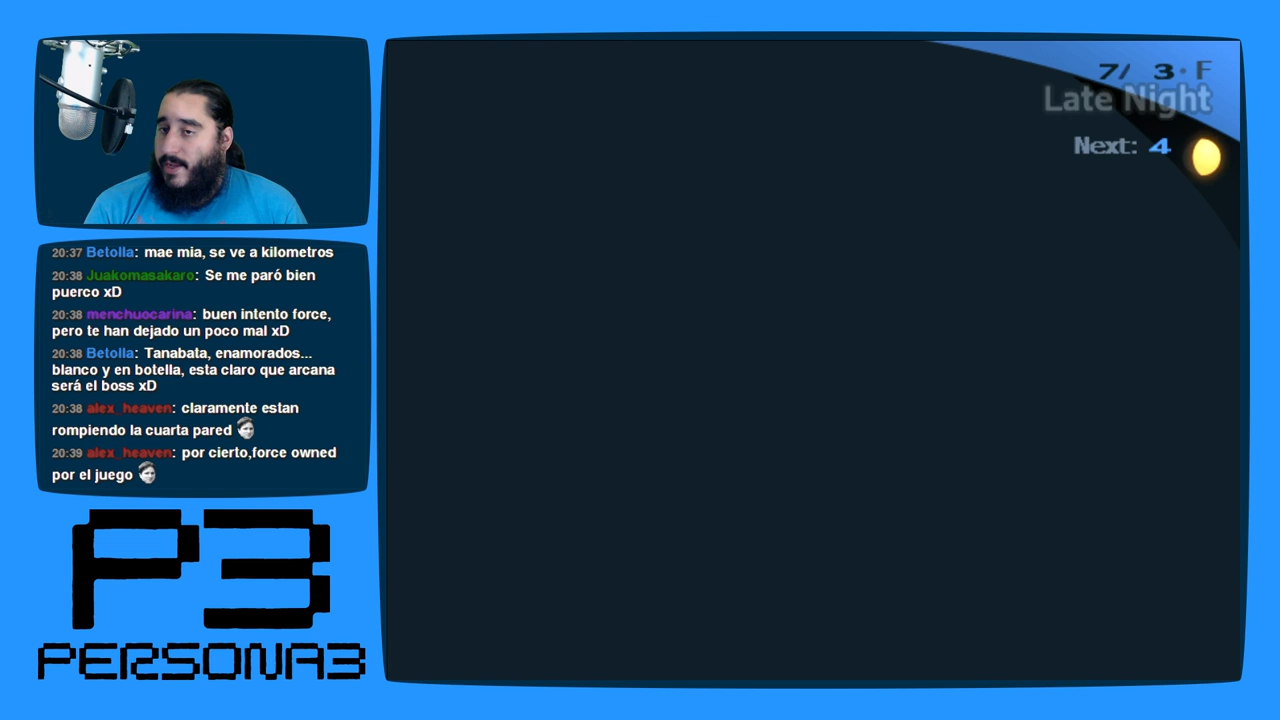 7/ 3 · F
Late Night
Next: 4
20:37 Betolla: mae mia, se ve a kilometros
20:38 Juakomasakaro: Se me paró bien
puerco xD
20:38 menchuocarina: buen intento force,
pero te han dejado un poco mal xD
20:38 Betolla: Tanabata, enamorados...
blanco y en botella, esta claro que arcana
será el boss xD
20:38 alex_heaven: claramente estan
rompiendo la cuarta pared
20:39 alex_heaven: por cierto,force owned
por el juego
P3
PERSONA3